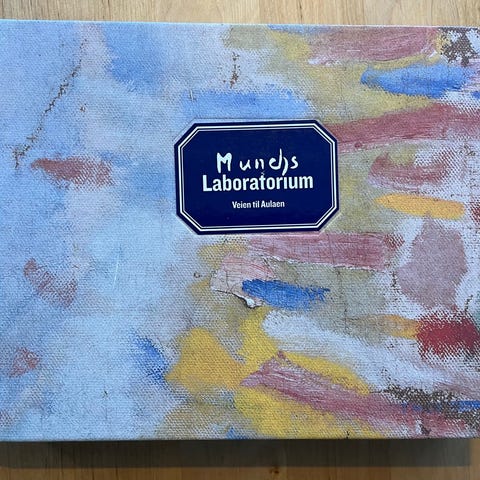 Munchs
Laboratorium
Veien til Aulaen